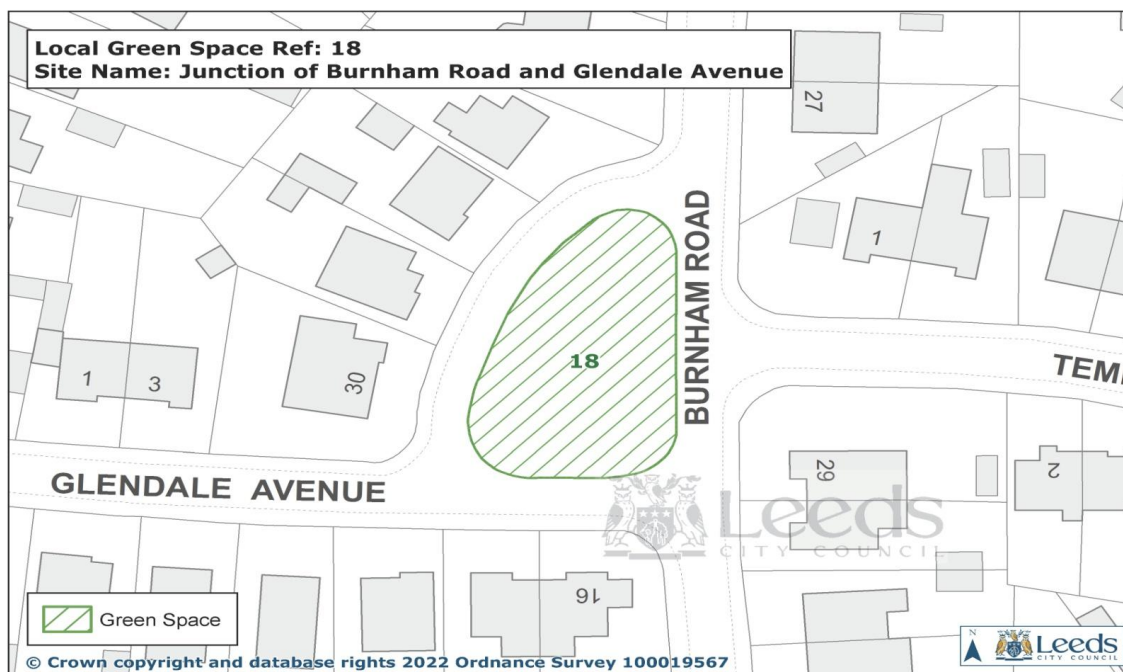 Local Green Space Ref: 18
Site Name: Junction of Burnham Road and Glendale Avenue
27
1
BURNHAM ROAD
18
30
1
3
TEM
GLENDALE AVENUE
29
2
Leeds
CITY COUNCIL
16
Green Space
N
Leeds
CITY COUNCIL
© Crown copyright and database rights 2022 Ordnance Survey 100019567